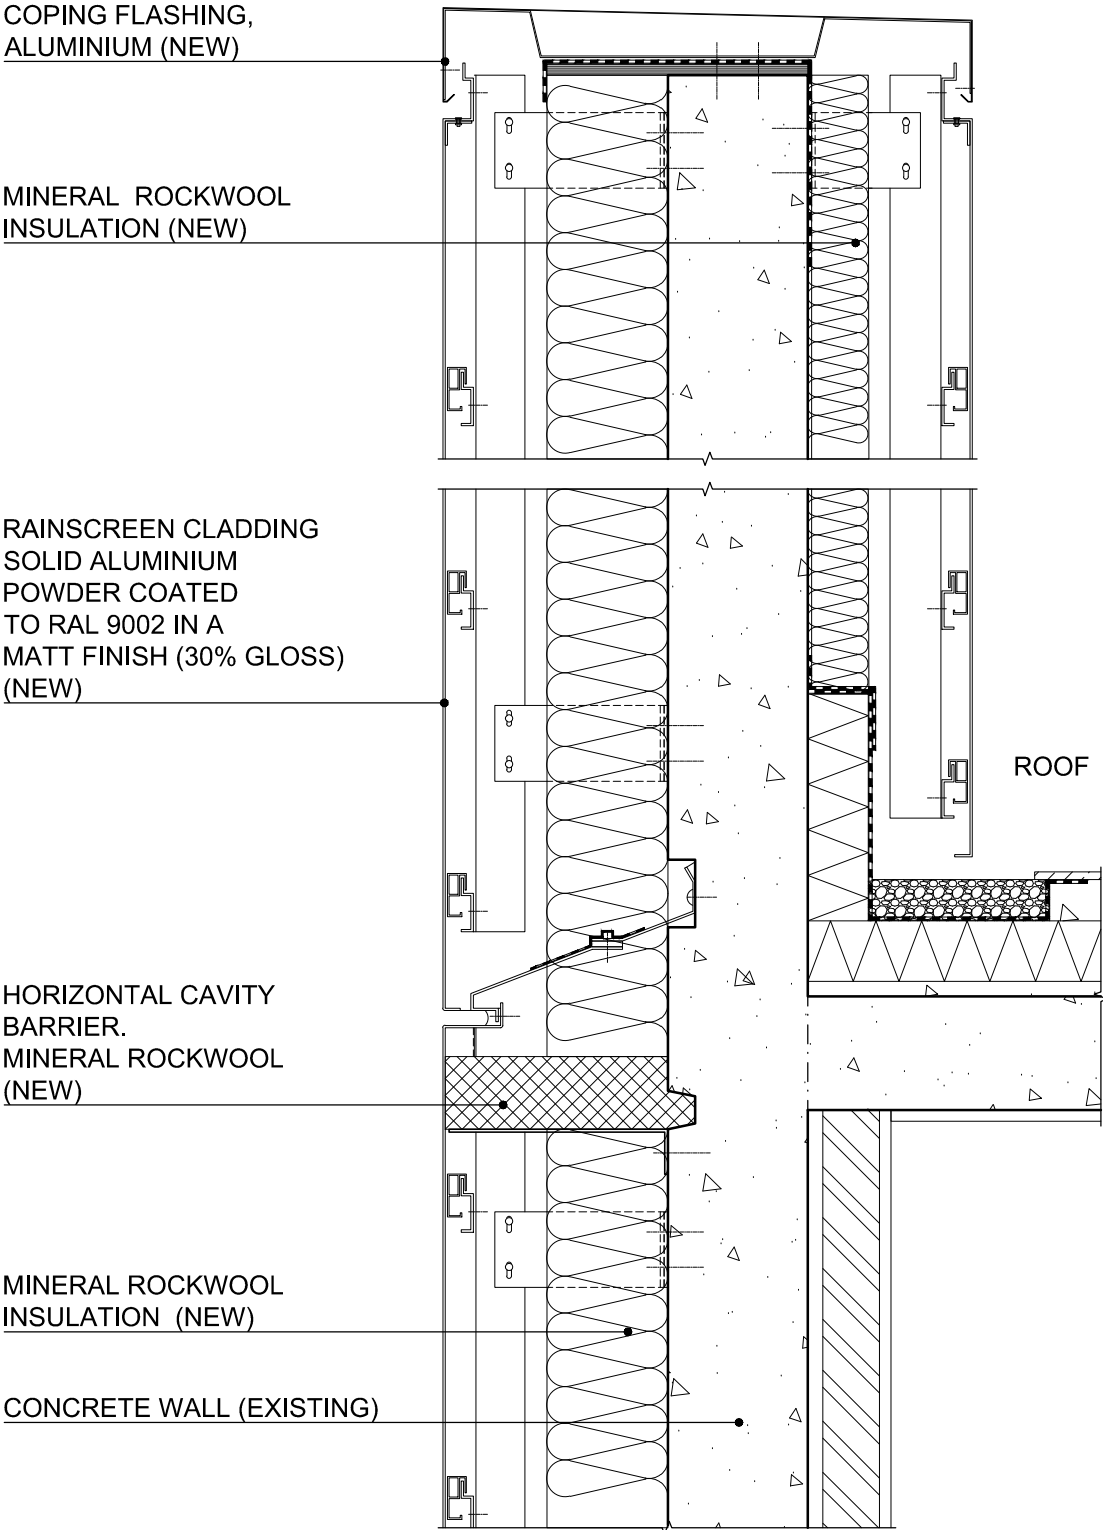 COPING FLASHING,
ALUMINIUM (NEW)
MINERAL ROCKWOOL
INSULATION (NEW)
RAINSCREEN CLADDING
SOLID ALUMINIUM
POWDER COATED
TO RAL 9002 IN A
MATT FINISH (30% GLOSS)
(NEW)
ROOF
HORIZONTAL CAVITY
BARRIER.
MINERAL ROCKWOOL
(NEW)
MINERAL ROCKWOOL
INSULATION (NEW)
CONCRETE WALL (EXISTING)